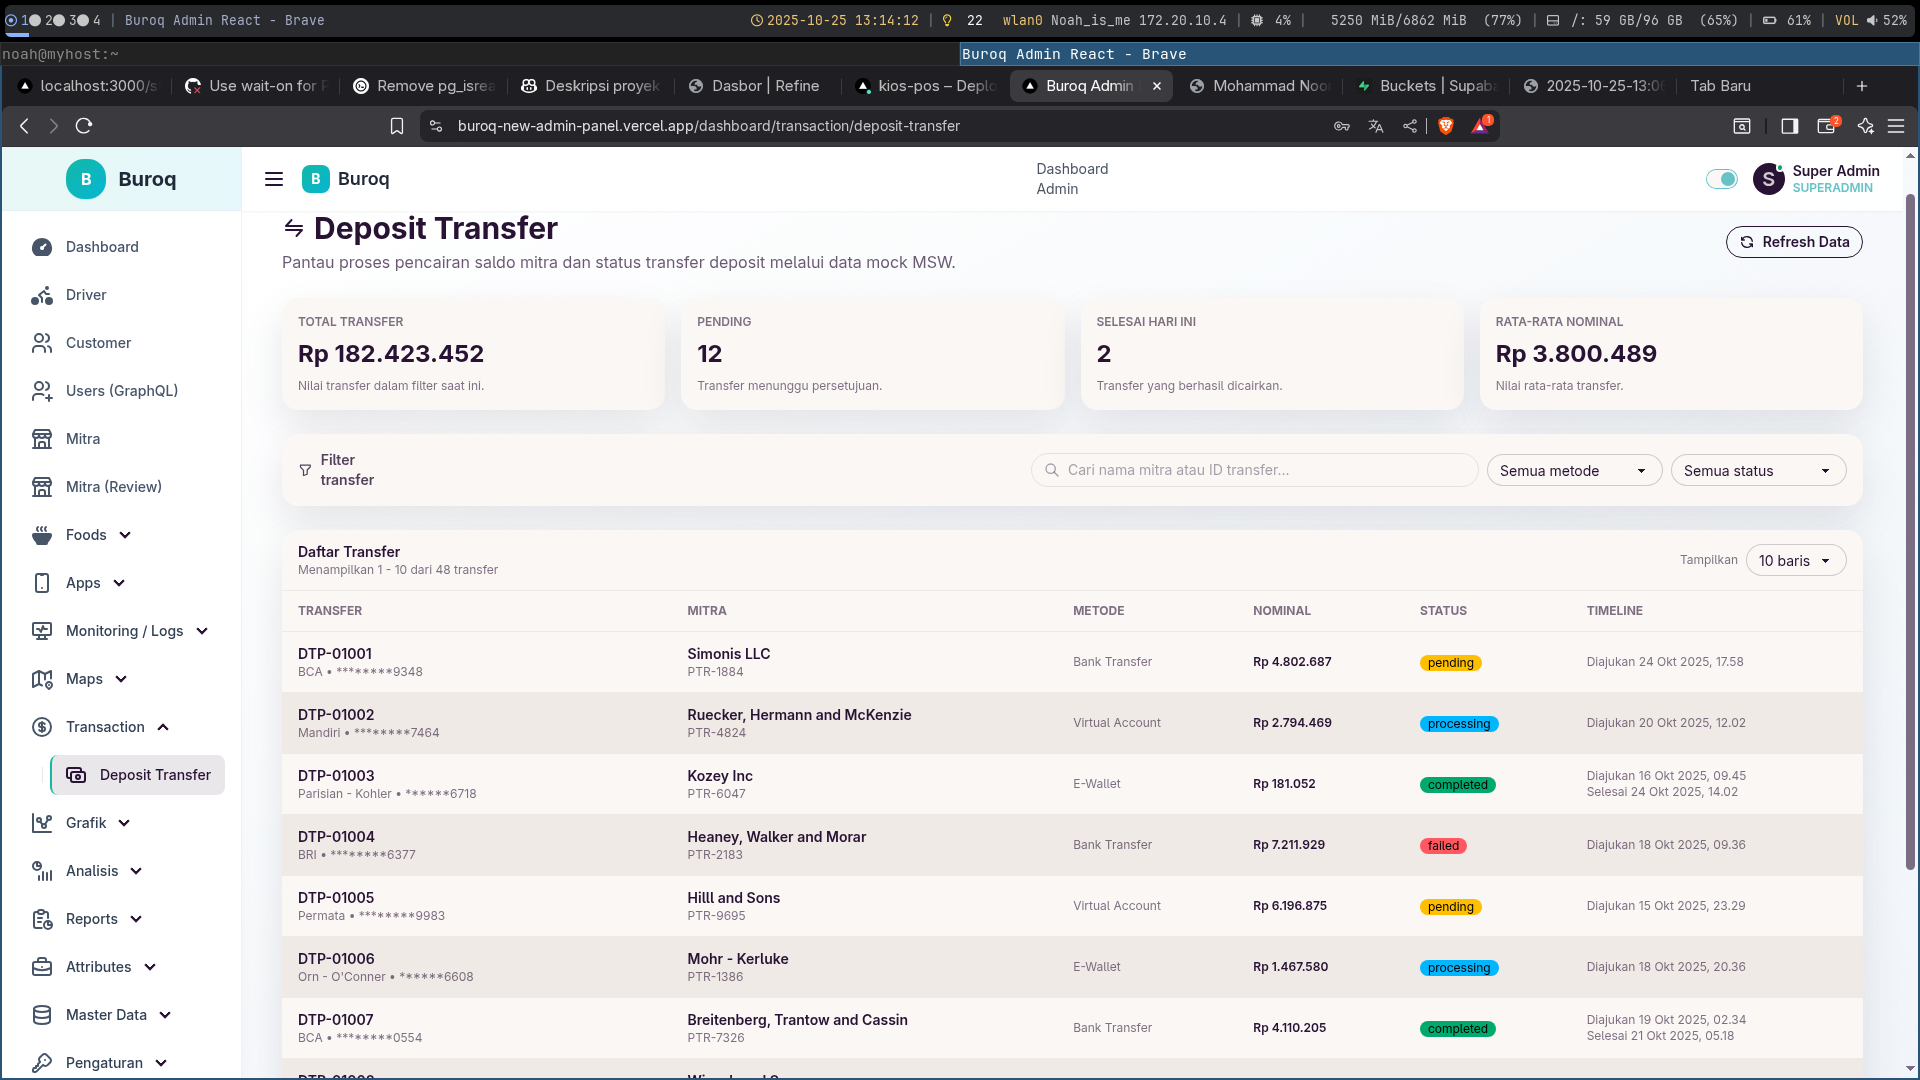 1 2 3 4 | Buroq Admin React - Brave
2025-10-25 13:14:12 | 22 wlan0 Noah_is_me 172.20.10.4 | 4% | 5250 MiB/6862 MiB (77%) | /: 59 GB/96 GB (65%) | 61% | VOL 52%
noah@myhost:~
Buroq Admin React - Brave
localhost:3000/s
Use wait-on for P
Remove pg_isrea
Deskripsi proyek
Dasbor | Refine
kios-pos – Deplo
Buroq Admin
Mohammad Noor
Buckets | Supaba
2025-10-25-13:06
Tab Baru
buroq-new-admin-panel.vercel.app/dashboard/transaction/deposit-transfer
1
2
B Buroq
B Buroq
Dashboard
Admin
S
Super Admin
SUPERADMIN
Dashboard
Driver
Customer
Users (GraphQL)
Mitra
Mitra (Review)
Foods
Apps
Monitoring / Logs
Maps
Transaction
Deposit Transfer
Grafik
Analisis
Reports
Attributes
Master Data
Pengaturan
Deposit Transfer
Pantau proses pencairan saldo mitra dan status transfer deposit melalui data mock MSW.
Refresh Data
TOTAL TRANSFER
Rp 182.423.452
Nilai transfer dalam filter saat ini.
PENDING
12
Transfer menunggu persetujuan.
SELESAI HARI INI
2
Transfer yang berhasil dicairkan.
RATA-RATA NOMINAL
Rp 3.800.489
Nilai rata-rata transfer.
Filter
transfer
Cari nama mitra atau ID transfer...
Semua metode
Semua status
Daftar Transfer
Menampilkan 1 - 10 dari 48 transfer
Tampilkan 10 baris
TRANSFER MITRA METODE NOMINAL STATUS TIMELINE
DTP-01001 Simonis LLC Bank Transfer Rp 4.802.687 pending Diajukan 24 Okt 2025, 17.58
BCA • ********9348 PTR-1884
DTP-01002 Ruecker, Hermann and McKenzie Virtual Account Rp 2.794.469 processing Diajukan 20 Okt 2025, 12.02
Mandiri • ********7464 PTR-4824
DTP-01003 Kozey Inc E-Wallet Rp 181.052 completed Diajukan 16 Okt 2025, 09.45
Parisian - Kohler • ******6718 PTR-6047 Selesai 24 Okt 2025, 14.02
DTP-01004 Heaney, Walker and Morar Bank Transfer Rp 7.211.929 failed Diajukan 18 Okt 2025, 09.36
BRI • ********6377 PTR-2183
DTP-01005 Hilll and Sons Virtual Account Rp 6.196.875 pending Diajukan 15 Okt 2025, 23.29
Permata • ********9983 PTR-9695
DTP-01006 Mohr - Kerluke E-Wallet Rp 1.467.580 processing Diajukan 18 Okt 2025, 20.36
Orn - O'Conner • ******6608 PTR-1386
DTP-01007 Breitenberg, Trantow and Cassin Bank Transfer Rp 4.110.205 completed Diajukan 19 Okt 2025, 02.34
BCA • ********0554 PTR-7326 Selesai 21 Okt 2025, 05.18